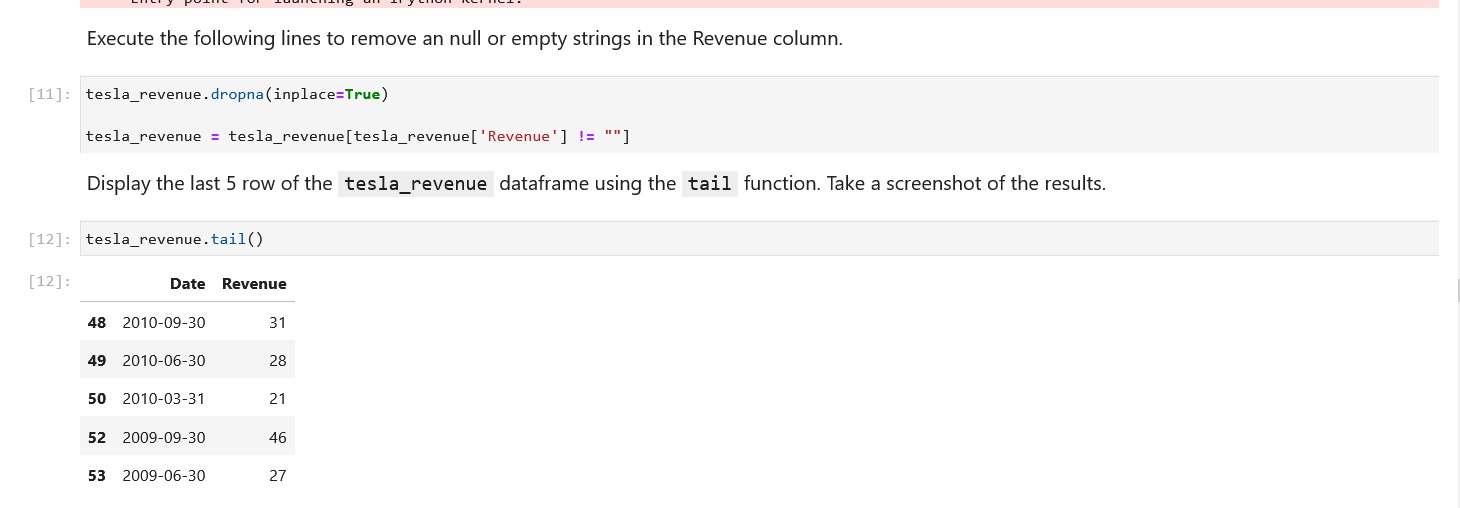 Entry point for launching an IPython kernel.
Execute the following lines to remove an null or empty strings in the Revenue column.
[11]: tesla_revenue.dropna(inplace=True)
tesla_revenue = tesla_revenue[tesla_revenue['Revenue'] != ""]
Display the last 5 row of the tesla_revenue dataframe using the tail function. Take a screenshot of the results.
[12]: tesla_revenue.tail()
[12]:
Date Revenue
48 2010-09-30 31
49 2010-06-30 28
50 2010-03-31 21
52 2009-09-30 46
53 2009-06-30 27